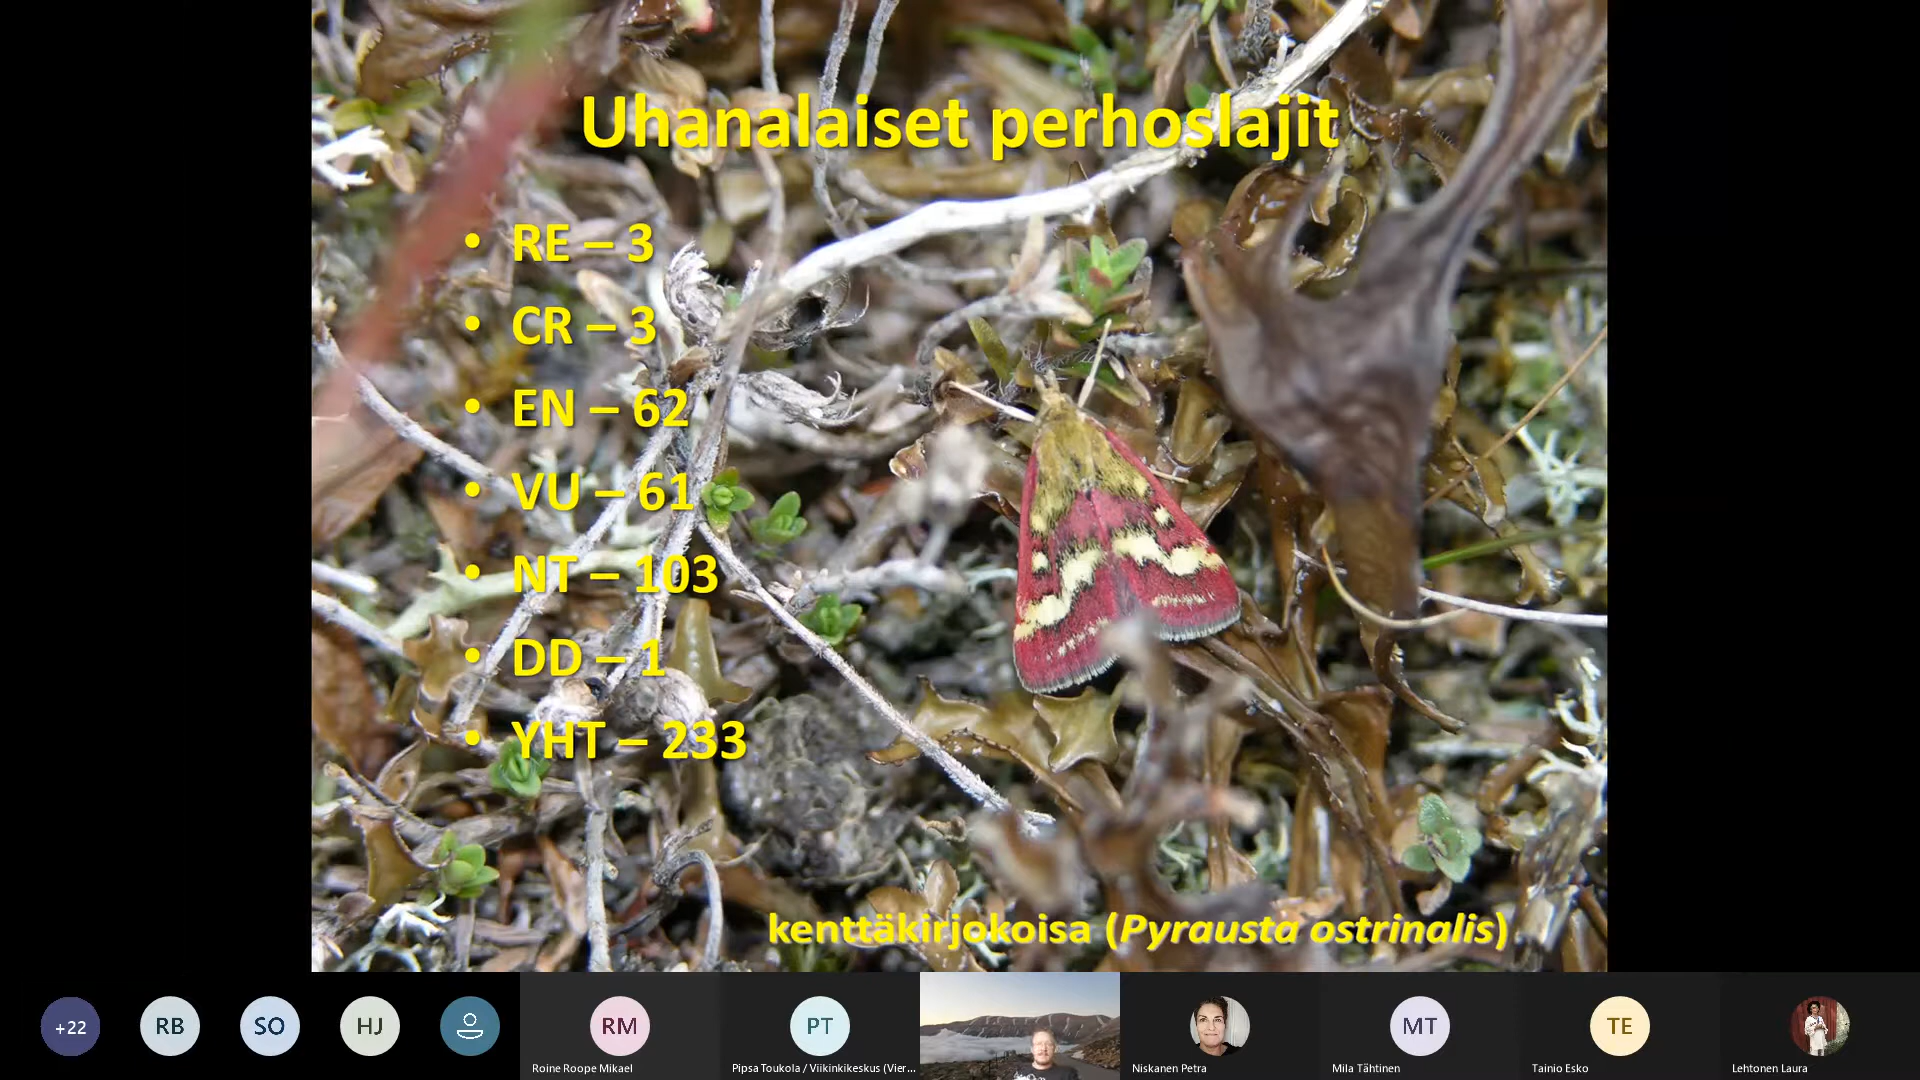 Uhanalaiset perhoslajit
• RE – 3
• CR – 3
• EN – 62
• VU – 61
• NT – 103
• DD – 1
• YHT – 233
kenttäkirjokoisa (Pyrausta ostrinalis)
+22
RB
SO
HJ
RM
PT
MT
TE
Roine Roope Mikael
Pipsa Toukola / Viikinkikeskus (Vier...
Niskanen Petra
Mila Tähtinen
Tainio Esko
Lehtonen Laura